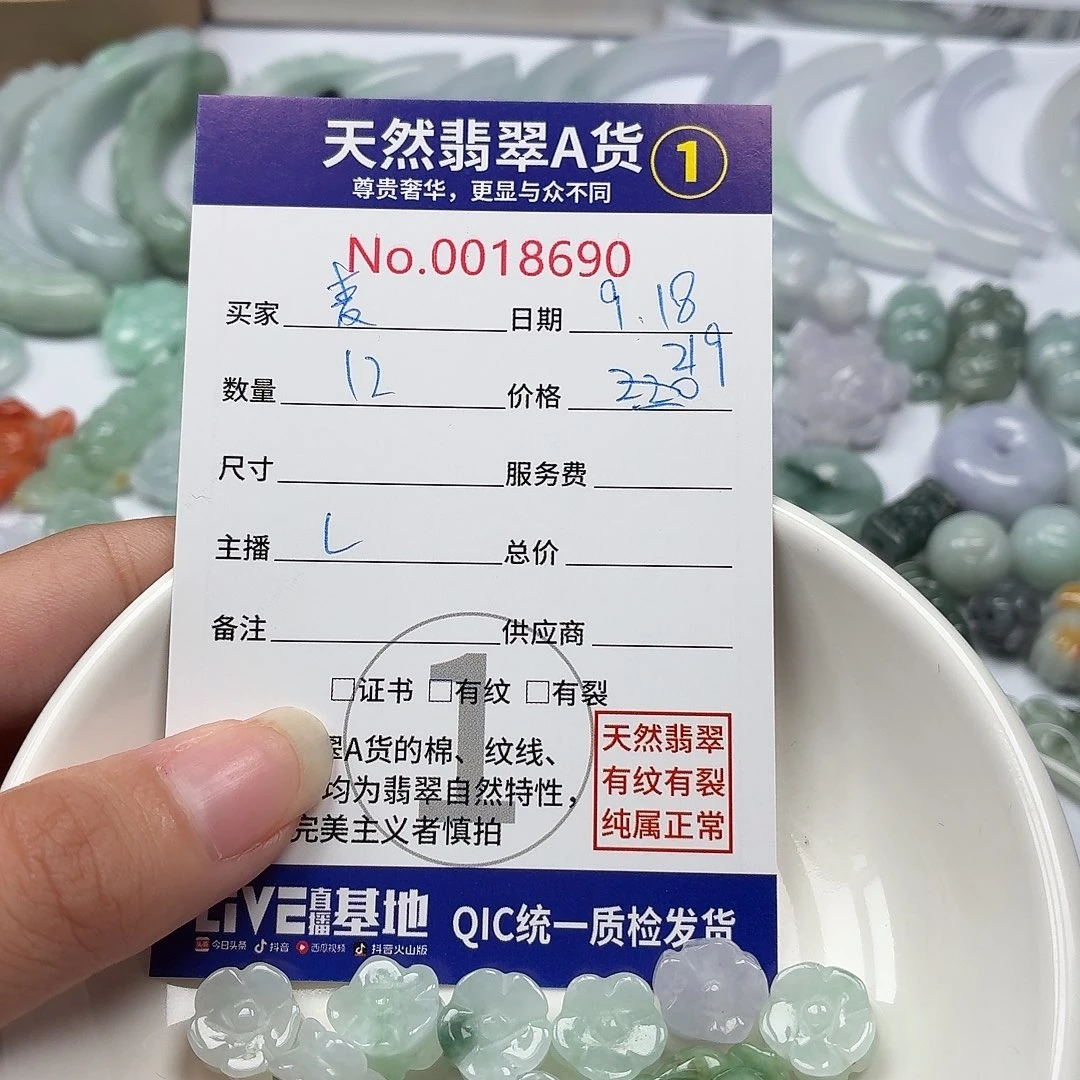 天然翡翠A货 1
尊贵奢华，更显与众不同
No.0018690
买家 麦 日期 9.18
219
数量 12 价格 220
尺寸 服务费
主播 L 总价
备注 供应商
1
□证书 □有纹 □有裂
翠A货的棉、纹线、
均为翡翠自然特性，
完美主义者慎拍
天然翡翠
有纹有裂
纯属正常
LIVE直播基地 QIC统一质检发货
头条 今日头条 抖音 西瓜视频 抖音火山版